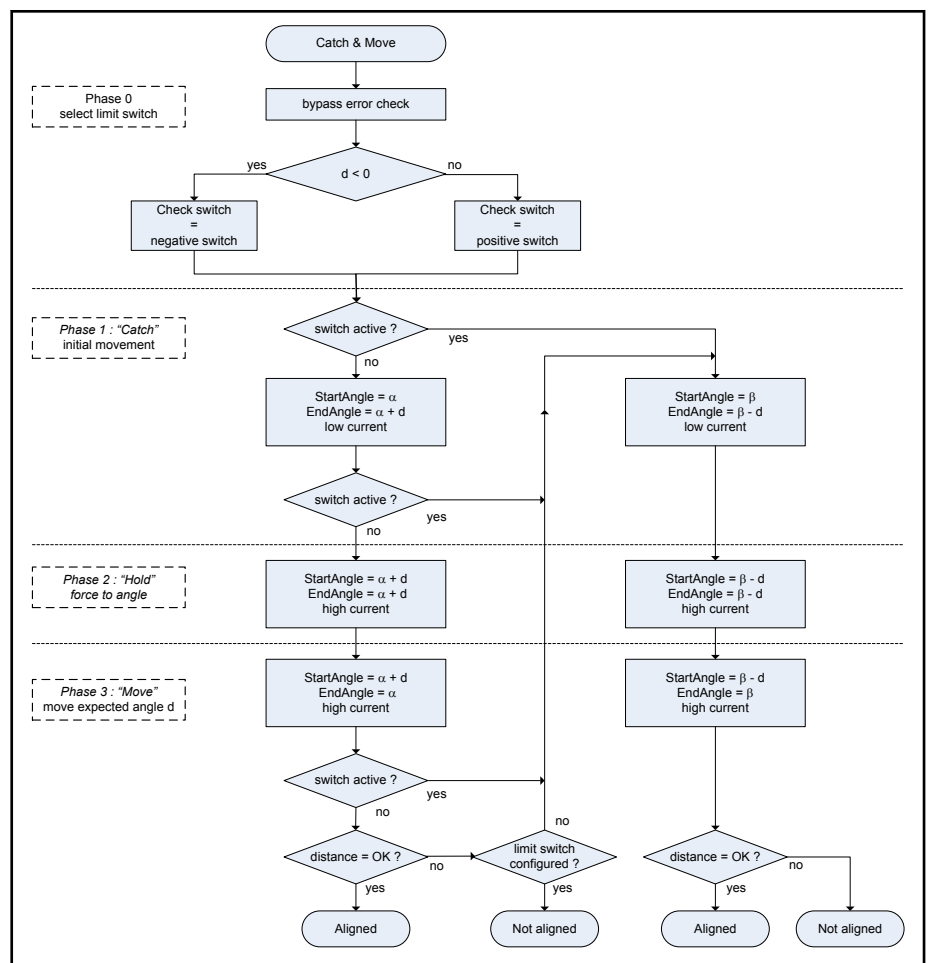 Catch & Move
Phase 0
select limit switch
bypass error check
yes
d < 0
no
Check switch
=
negative switch
Check switch
=
positive switch
Phase 1 : “Catch”
initial movement
switch active ?
yes
no
StartAngle = α
EndAngle = α + d
low current
StartAngle = β
EndAngle = β - d
low current
switch active ?
yes
no
Phase 2 : “Hold”
force to angle
StartAngle = α + d
EndAngle = α + d
high current
StartAngle = β - d
EndAngle = β - d
high current
Phase 3 : “Move”
move expected angle d
StartAngle = α + d
EndAngle = α
high current
StartAngle = β - d
EndAngle = β
high current
switch active ?
yes
no
no
distance = OK ?
no
limit switch
configured ?
distance = OK ?
no
yes
yes
yes
Aligned
Not aligned
Aligned
Not aligned